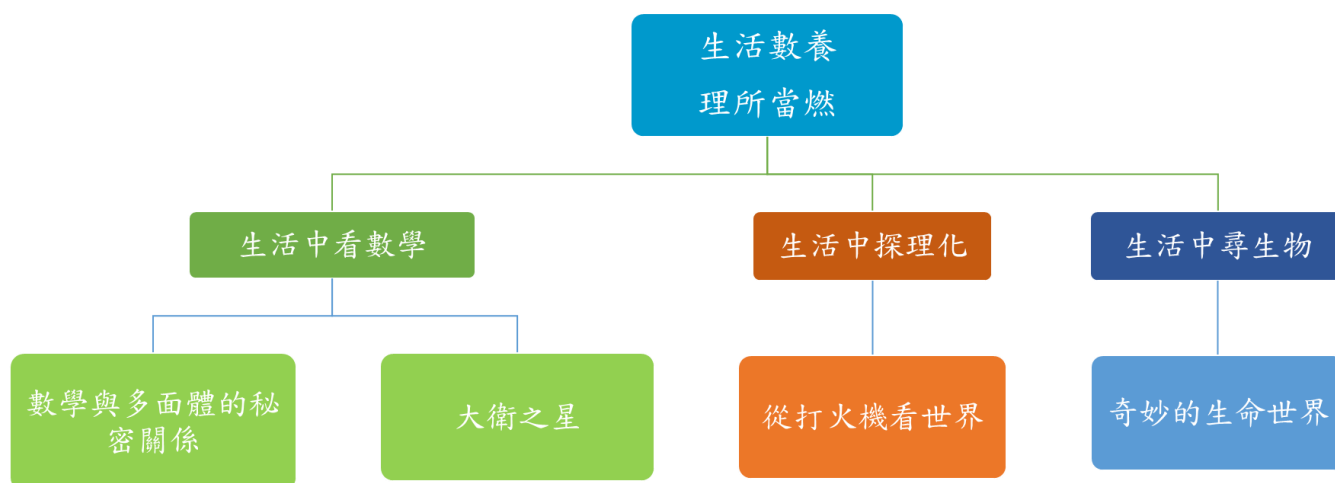 生活數養
理所當燃
生活中看數學
生活中探理化
生活中尋生物
數學與多面體的秘
密關係
大衛之星
從打火機看世界
奇妙的生命世界